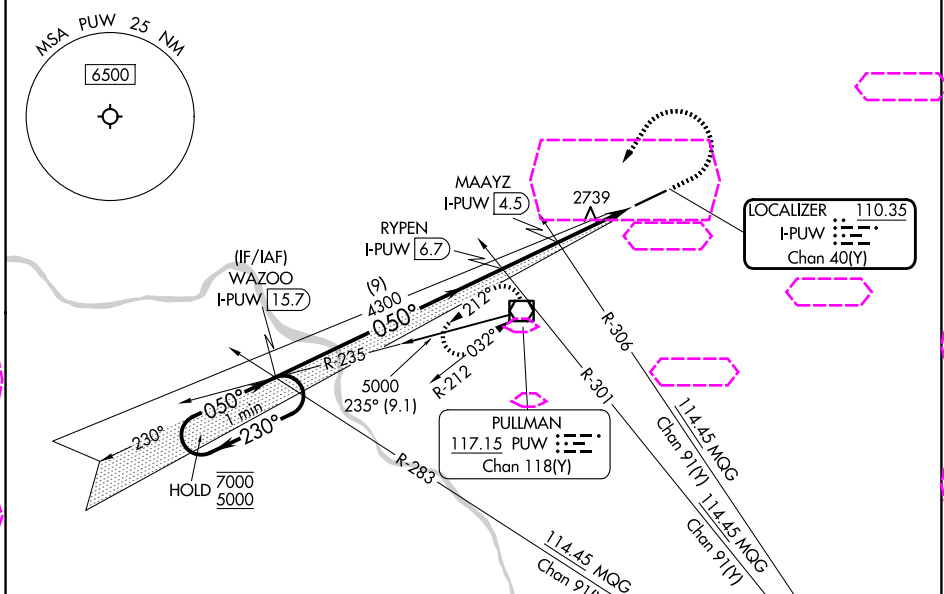 MSA PUW 25 NM
6500
MAAYZ
I-PUW 4.5
2739
RYPEN
I-PUW 6.7
LOCALIZER 110.35
I-PUW
Chan 40(Y)
(IF/IAF)
WAZOO
I-PUW 15.7
(9)
4300
050°
212°
032°
R-212
R-235
R-306
R-301
5000
235° (9.1)
050°
1 min
230°
230°
HOLD 7000
5000
PULLMAN
117.15 PUW
Chan 118(Y)
R-283
114.45 MQG
Chan 91(Y)
114.45 MQG
Chan 91(Y)
114.45 MQG